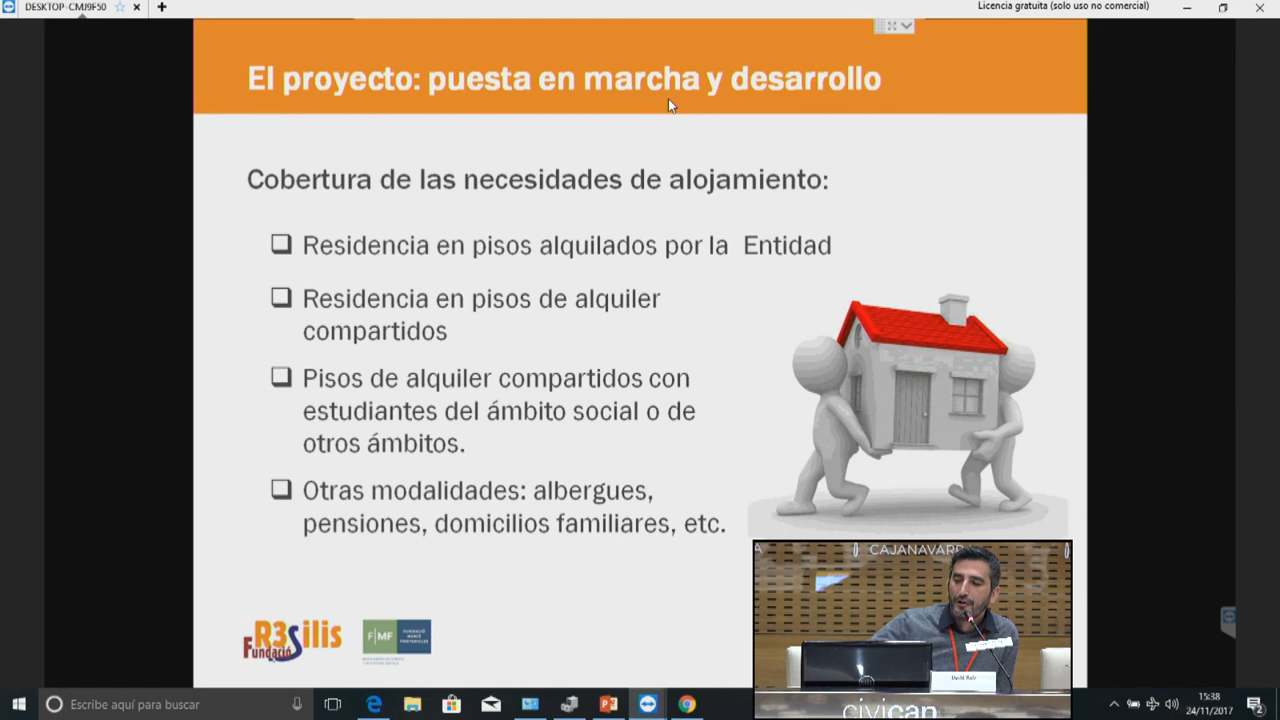 DESKTOP-CMJ9F50
Licencia gratuita (solo uso no comercial)
El proyecto: puesta en marcha y desarrollo
Cobertura de las necesidades de alojamiento:
Residencia en pisos alquilados por la Entidad
Residencia en pisos de alquiler
compartidos
Pisos de alquiler compartidos con
estudiantes del ámbito social o de
otros ámbitos.
Otras modalidades: albergues,
pensiones, domicilios familiares, etc.
CAJANAVARRA
R3Silis
Fundació
FMF
civican
Escribe aquí para buscar
15:38
24/11/2017
2